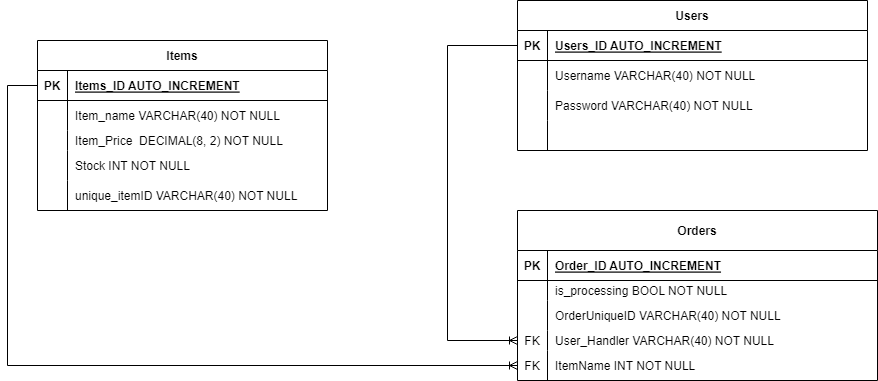 Items
PK Items_ID AUTO_INCREMENT
Item_name VARCHAR(40) NOT NULL
Item_Price DECIMAL(8, 2) NOT NULL
Stock INT NOT NULL
unique_itemID VARCHAR(40) NOT NULL
Users
PK Users_ID AUTO_INCREMENT
Username VARCHAR(40) NOT NULL
Password VARCHAR(40) NOT NULL
Orders
PK Order_ID AUTO_INCREMENT
is_processing BOOL NOT NULL
OrderUniqueID VARCHAR(40) NOT NULL
FK User_Handler VARCHAR(40) NOT NULL
FK ItemName INT NOT NULL